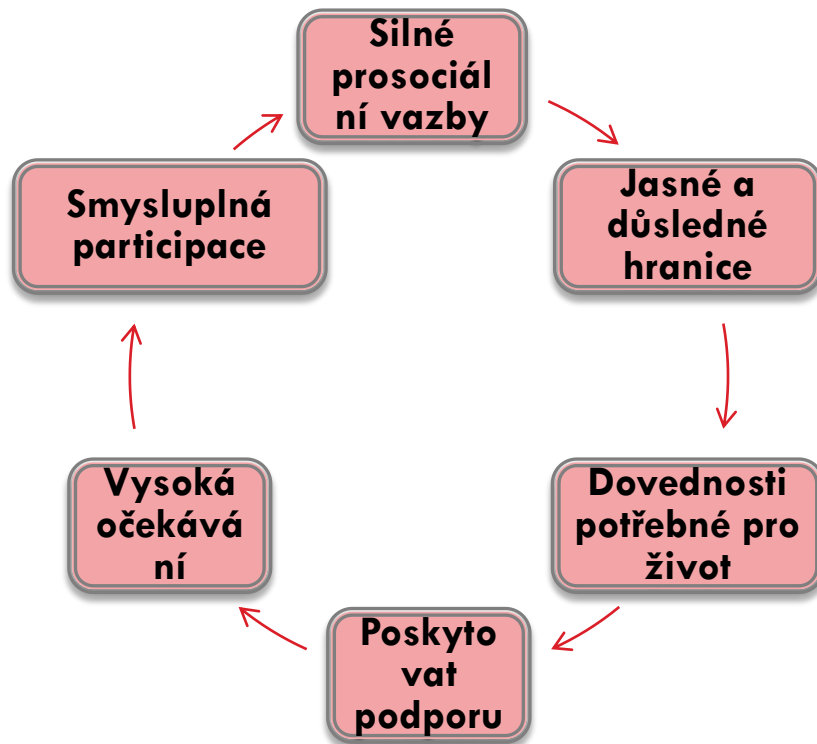 Silné
prosociál
ní vazby
Jasné a
důsledné
hranice
Dovednosti
potřebné pro
život
Poskyto
vat
podporu
Vysoká
očekává
ní
Smysluplná
participace